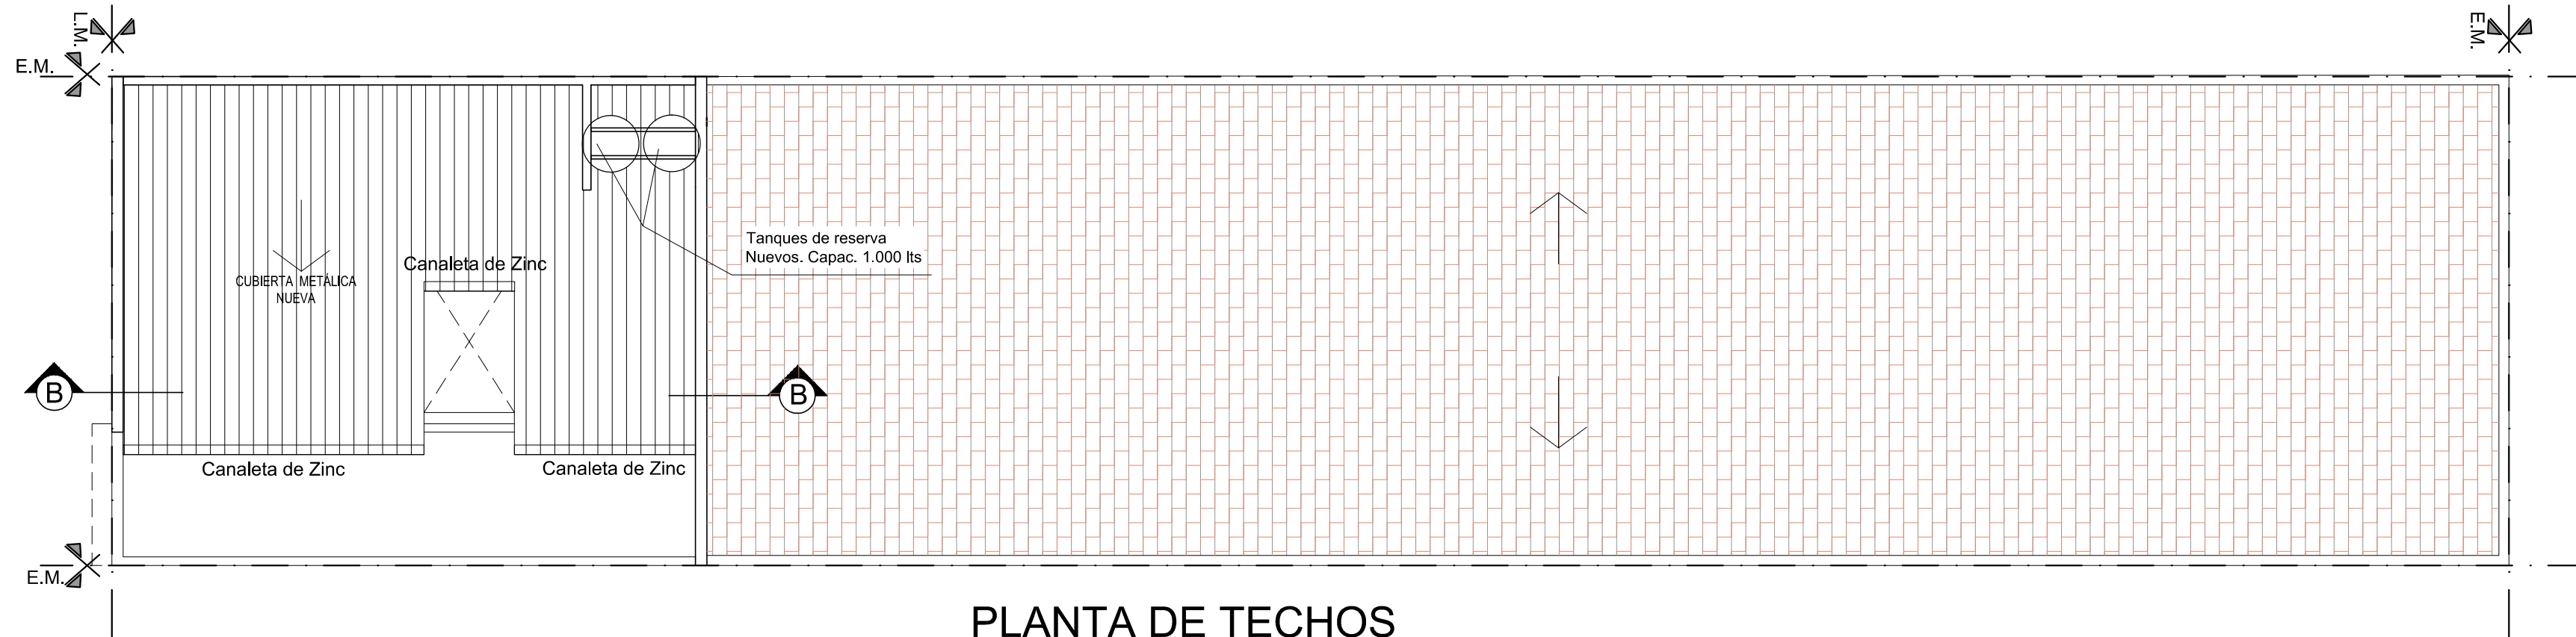 L.M.
E.M.
E.M.
Tanques de reserva
Nuevos. Capac. 1.000 lts
Canaleta de Zinc
CUBIERTA METÁLICA
NUEVA
B
B
Canaleta de Zinc
Canaleta de Zinc
E.M.
PLANTA DE TECHOS